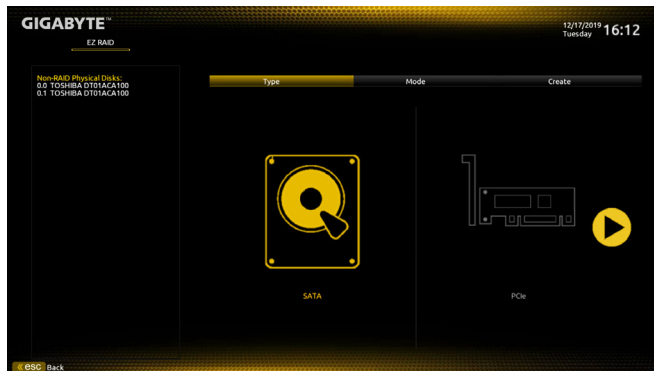 GIGABYTE™
12/17/2019 16:12
Tuesday
EZ RAID
Non-RAID Physical Disks:
0.0 TOSHIBA DT01ACA100
0.1 TOSHIBA DT01ACA100
Type Mode Create
SATA PCIe
« esc Back